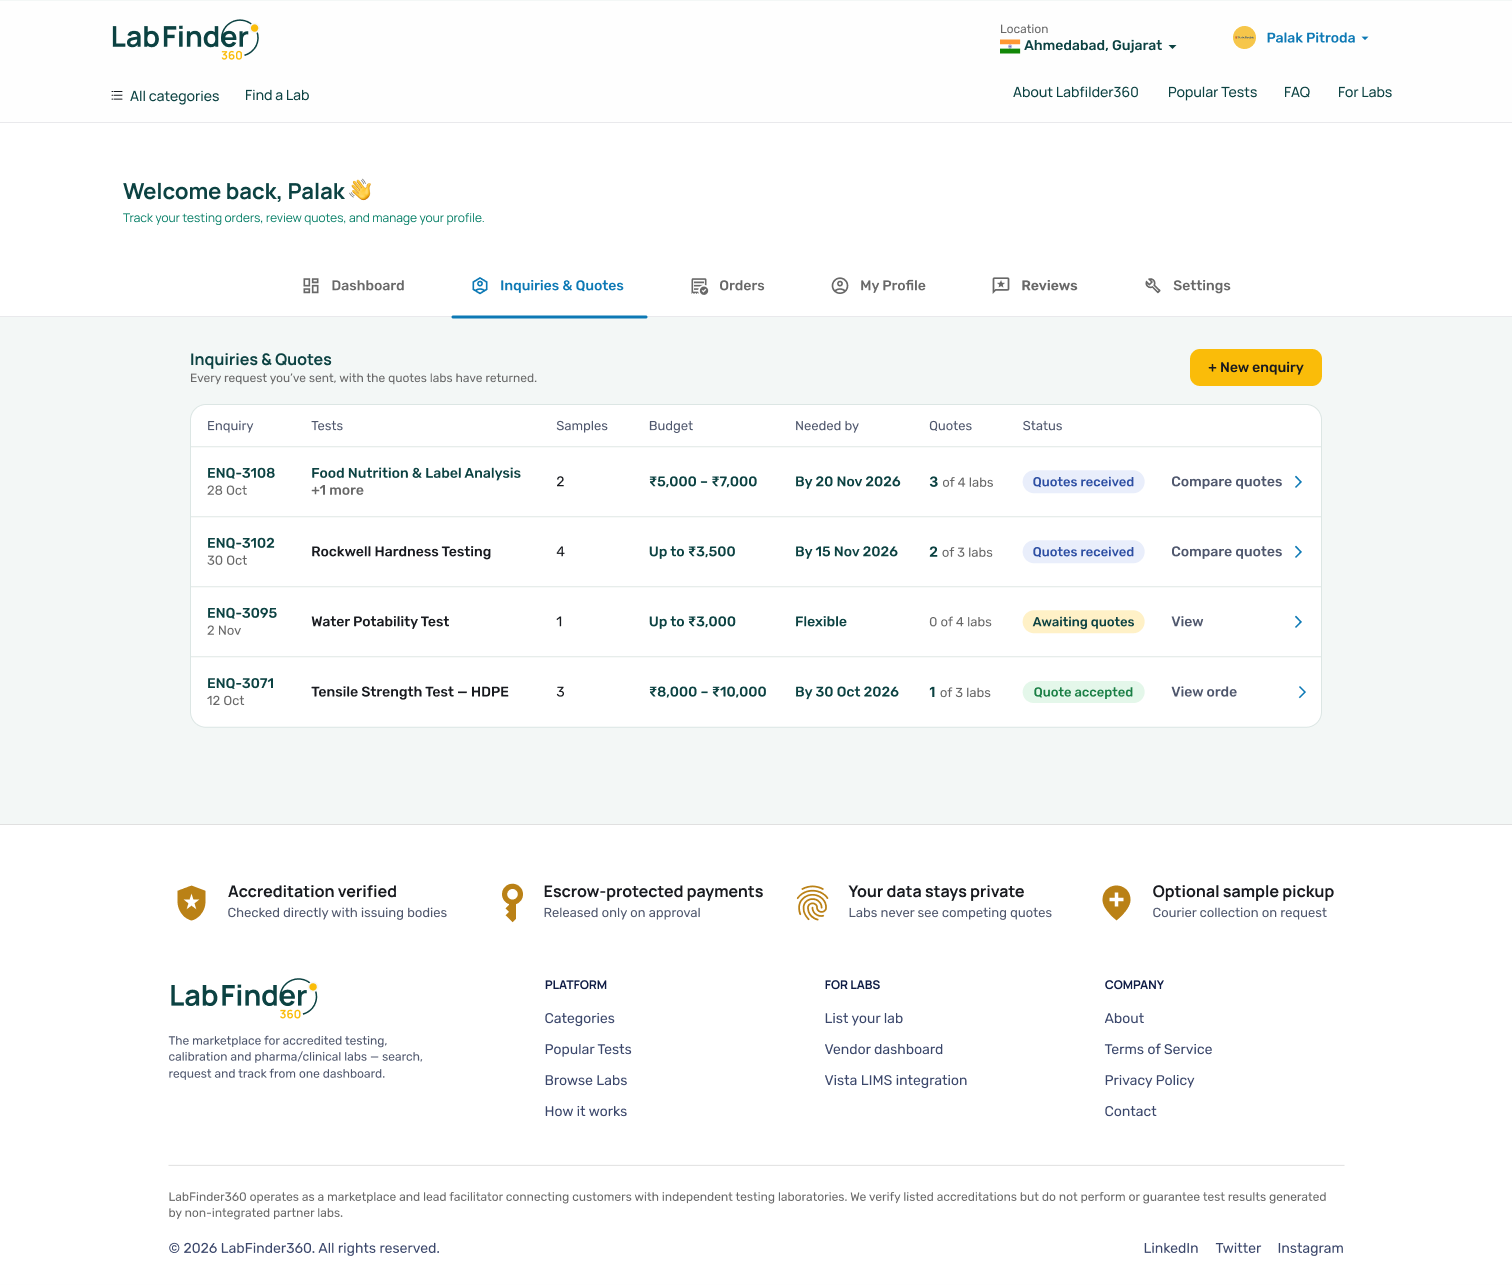 LabFinder
360
Location
Ahmedabad, Gujarat
Palak Pitroda
All categories
Find a Lab
About Labfilder360
Popular Tests
FAQ
For Labs
Welcome back, Palak 👋
Track your testing orders, review quotes, and manage your profile.
Dashboard
Inquiries & Quotes
Orders
My Profile
Reviews
Settings
Inquiries & Quotes
Every request you've sent, with the quotes labs have returned.
+ New enquiry
Enquiry Tests Samples Budget Needed by Quotes Status
ENQ-3108
28 Oct
Food Nutrition & Label Analysis
+1 more
2
₹5,000 – ₹7,000
By 20 Nov 2026
3 of 4 labs
Quotes received
Compare quotes
ENQ-3102
30 Oct
Rockwell Hardness Testing
4
Up to ₹3,500
By 15 Nov 2026
2 of 3 labs
Quotes received
Compare quotes
ENQ-3095
2 Nov
Water Potability Test
1
Up to ₹3,000
Flexible
0 of 4 labs
Awaiting quotes
View
ENQ-3071
12 Oct
Tensile Strength Test — HDPE
3
₹8,000 – ₹10,000
By 30 Oct 2026
1 of 3 labs
Quote accepted
View orde
Accreditation verified
Checked directly with issuing bodies
Escrow-protected payments
Released only on approval
Your data stays private
Labs never see competing quotes
Optional sample pickup
Courier collection on request
LabFinder
360
The marketplace for accredited testing,
calibration and pharma/clinical labs — search,
request and track from one dashboard.
PLATFORM
Categories
Popular Tests
Browse Labs
How it works
FOR LABS
List your lab
Vendor dashboard
Vista LIMS integration
COMPANY
About
Terms of Service
Privacy Policy
Contact
LabFinder360 operates as a marketplace and lead facilitator connecting customers with independent testing laboratories. We verify listed accreditations but do not perform or guarantee test results generated
by non-integrated partner labs.
© 2026 LabFinder360. All rights reserved.
LinkedIn
Twitter
Instagram